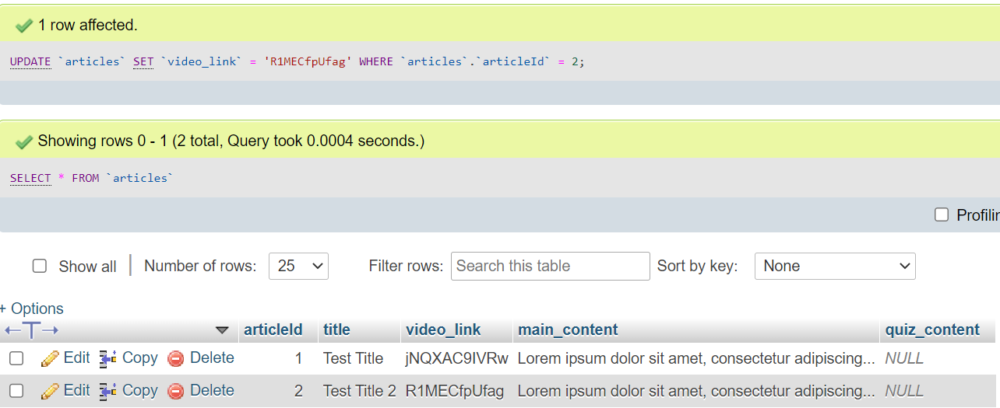 1 row affected.
UPDATE `articles` SET `video_link` = 'R1MECfpUfag' WHERE `articles`.`articleId` = 2;
Showing rows 0 - 1 (2 total, Query took 0.0004 seconds.)
SELECT * FROM `articles`
Profilin
Show all Number of rows: 25 Filter rows: Search this table Sort by key: None
+ Options
←T→ articleId title video_link main_content quiz_content
Edit Copy Delete 1 Test Title jNQXAC9IVRw Lorem ipsum dolor sit amet, consectetur adipiscing... NULL
Edit Copy Delete 2 Test Title 2 R1MECfpUfag Lorem ipsum dolor sit amet, consectetur adipiscing... NULL